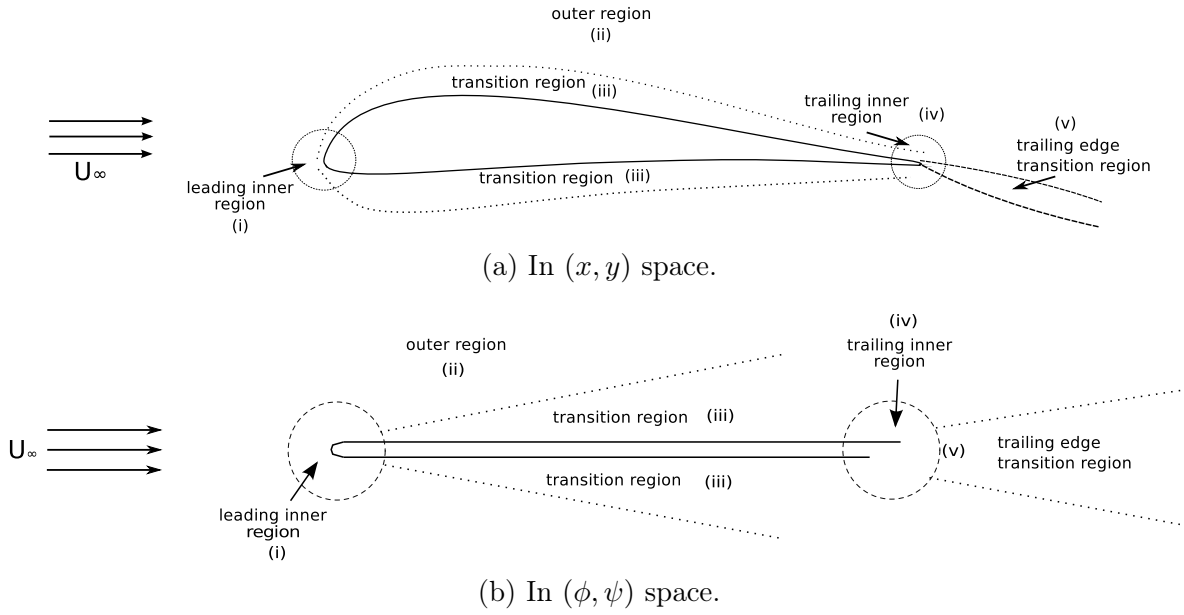 outer region
(ii)
transition region (iii)
trailing inner
region
(iv)
(v)
trailing edge
transition region
U∞
leading inner
region
(i)
transition region (iii)
(a) In (x, y) space.
(iv)
trailing inner
region
outer region
(ii)
transition region (iii)
U∞
(v)
trailing edge
transition region
transition region (iii)
leading inner
region
(i)
(b) In (ϕ, ψ) space.